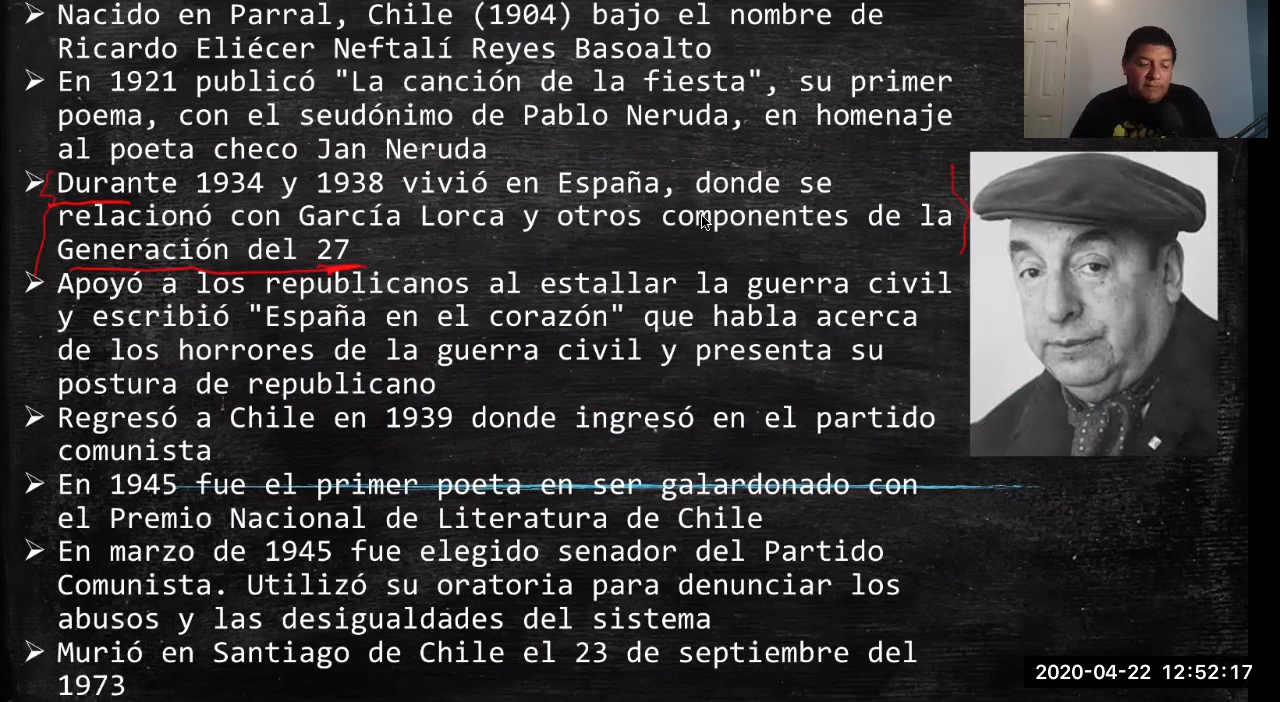 ➤ Nacido en Parral, Chile (1904) bajo el nombre de
Ricardo Eliécer Neftalí Reyes Basoalto
➤ En 1921 publicó "La canción de la fiesta", su primer
poema, con el seudónimo de Pablo Neruda, en homenaje
al poeta checo Jan Neruda
➤ Durante 1934 y 1938 vivió en España, donde se
relacionó con García Lorca y otros componentes de la
Generación del 27
➤ Apoyó a los republicanos al estallar la guerra civil
y escribió "España en el corazón" que habla acerca
de los horrores de la guerra civil y presenta su
postura de republicano
➤ Regresó a Chile en 1939 donde ingresó en el partido
comunista
➤ En 1945 fue el primer poeta en ser galardonado con
el Premio Nacional de Literatura de Chile
➤ En marzo de 1945 fue elegido senador del Partido
Comunista. Utilizó su oratoria para denunciar los
abusos y las desigualdades del sistema
➤ Murió en Santiago de Chile el 23 de septiembre del
1973
2020-04-22 12:52:17